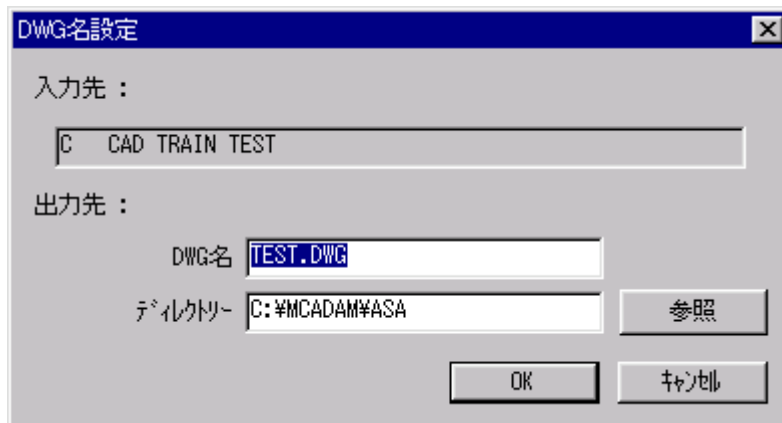 DWG名設定
入力先：
C   CAD TRAIN TEST
出力先：
DWG名 TEST.DWG
ﾃﾞｨﾚｸﾄﾘｰ C:¥MCADAM¥ASA 参照
OK ｷｬﾝｾﾙ